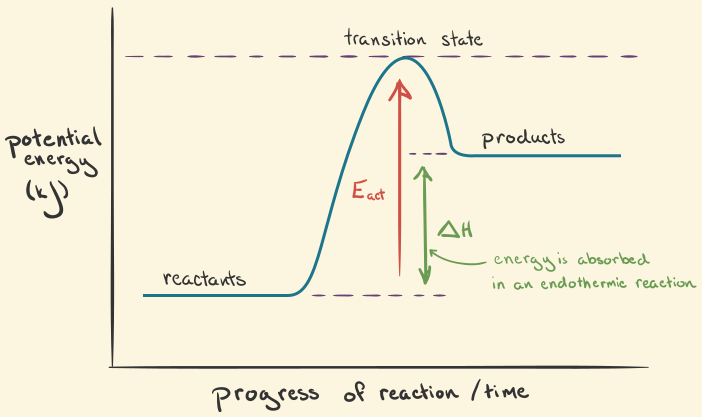 transition state
products
potential
energy
(kJ)
Eact
ΔH
energy is absorbed
in an endothermic reaction
reactants
progress of reaction / time